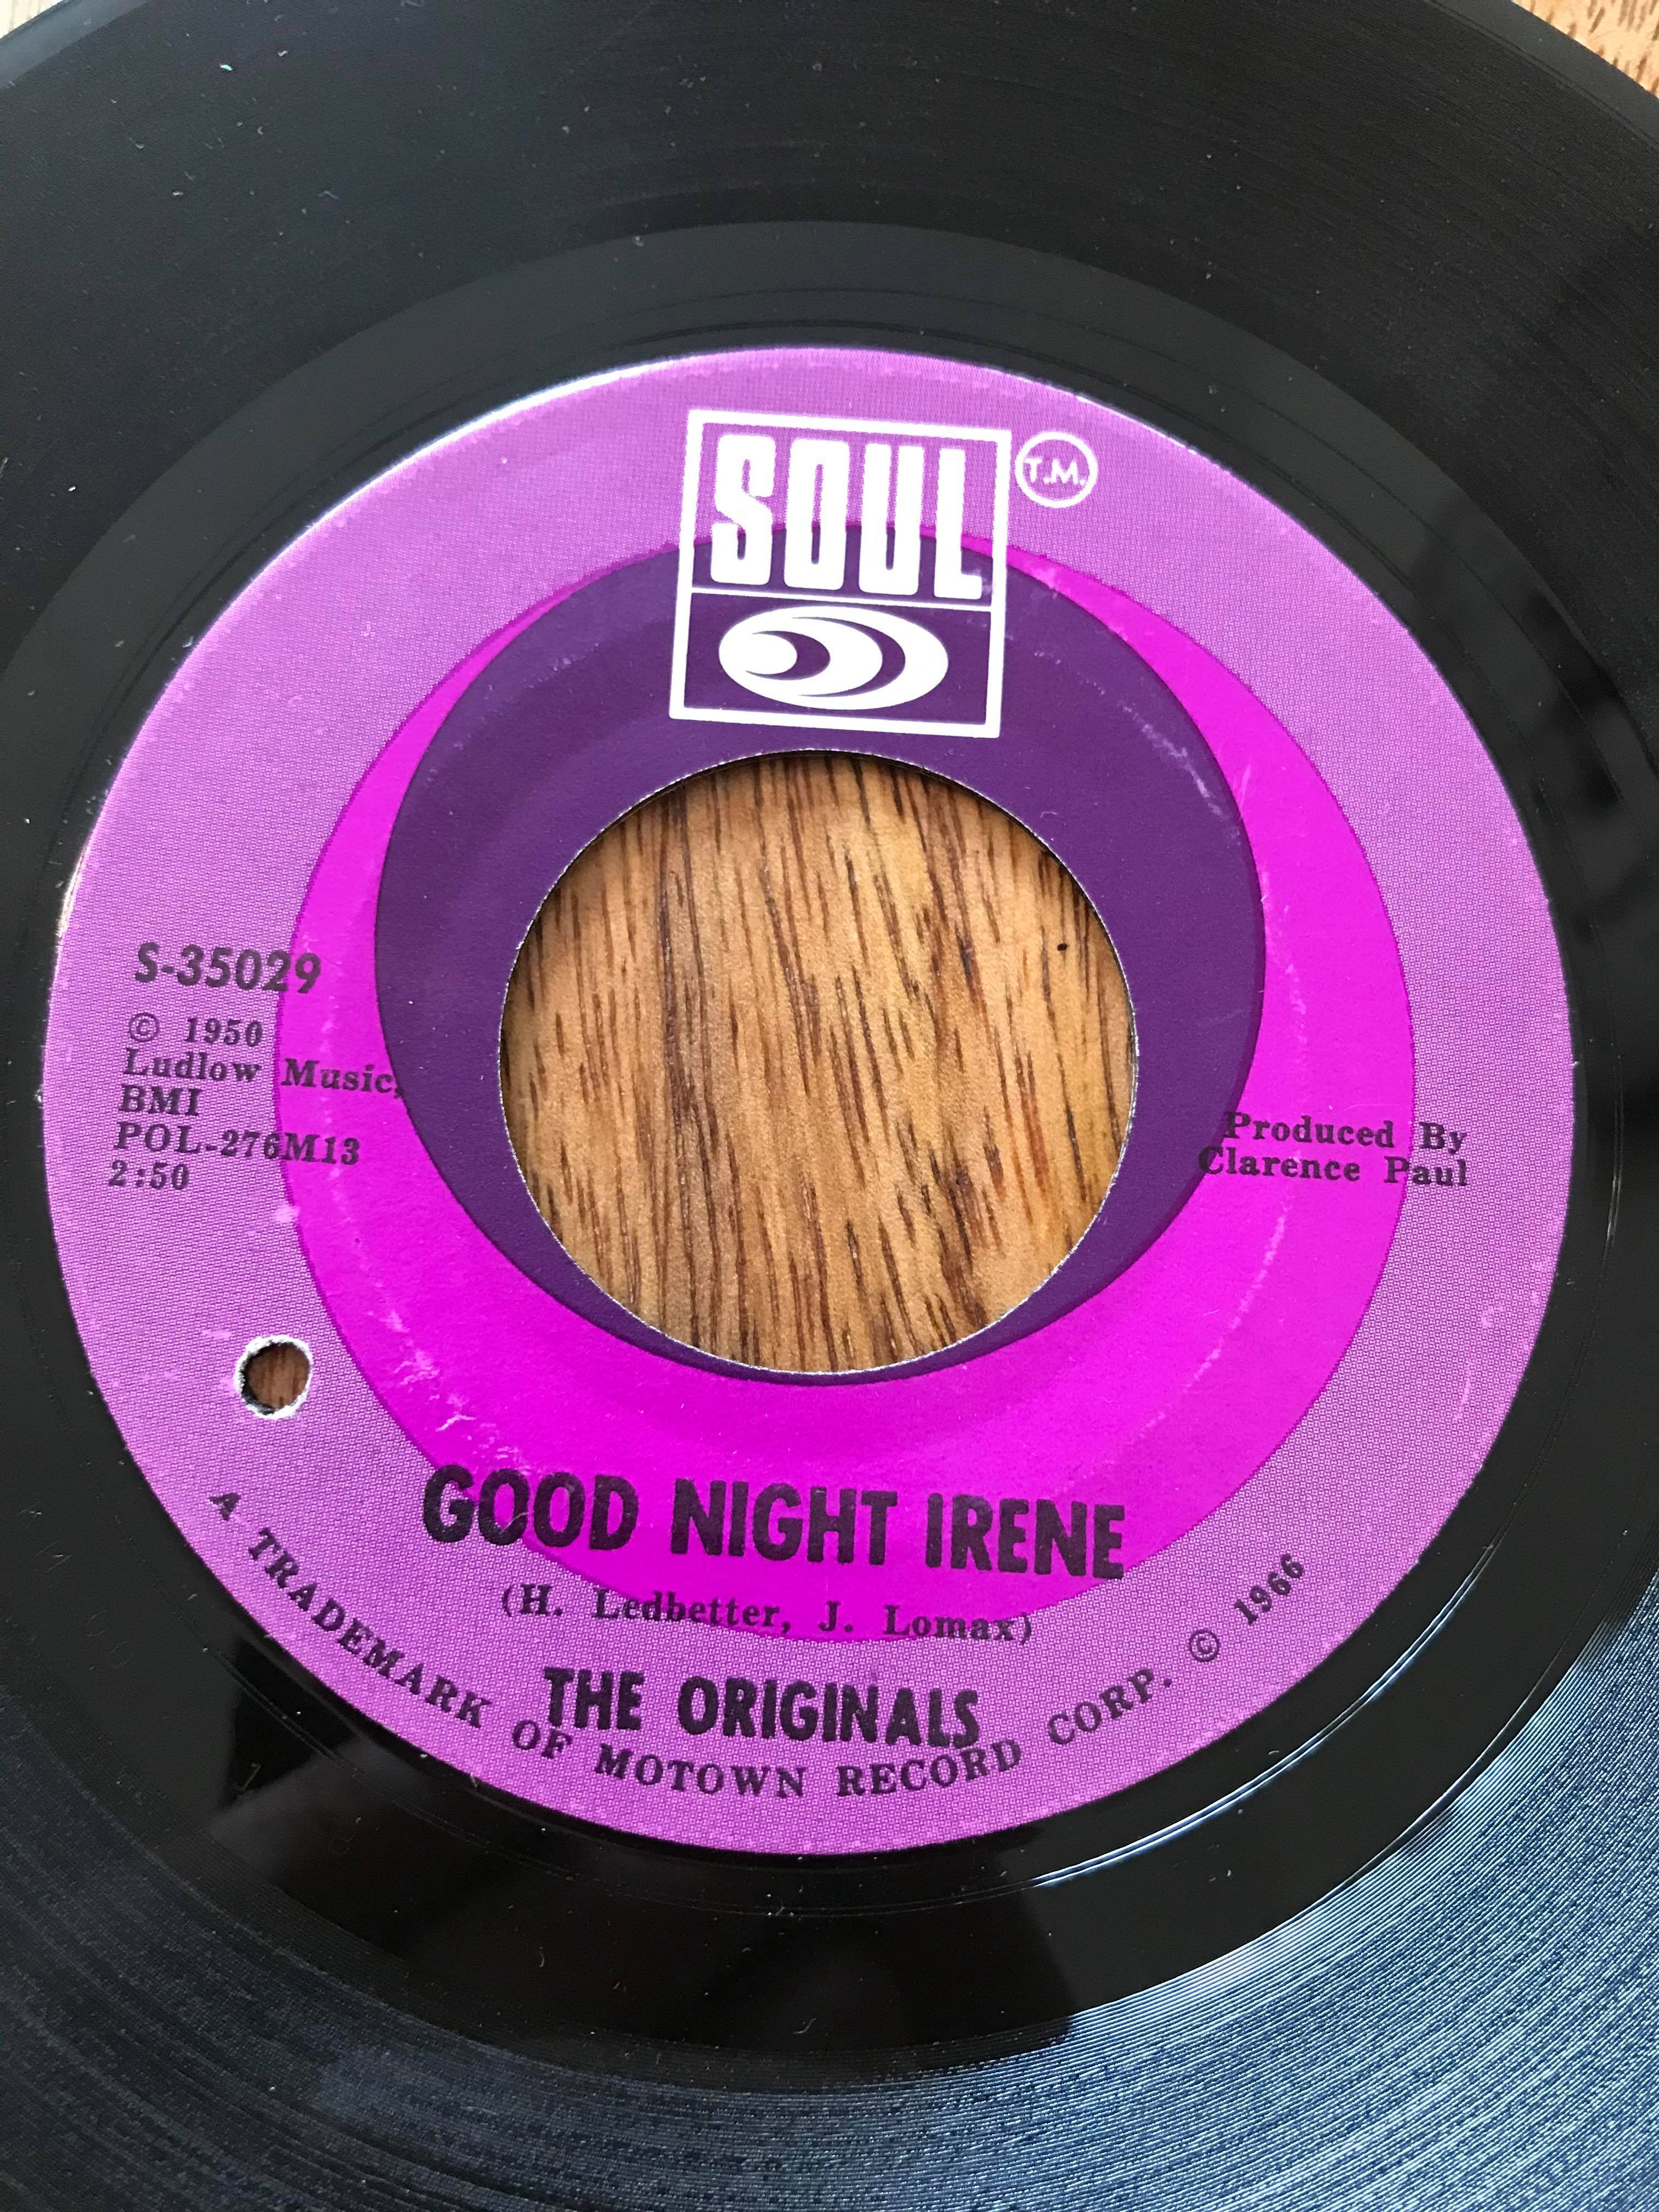 SOUL
T.M.
S-35029
© 1950
Ludlow Music,
BMI
POL-276M13
2:50
Produced By
Clarence Paul
GOOD NIGHT IRENE
(H. Ledbetter, J. Lomax)
THE ORIGINALS
A TRADEMARK OF MOTOWN RECORD CORP. © 1966